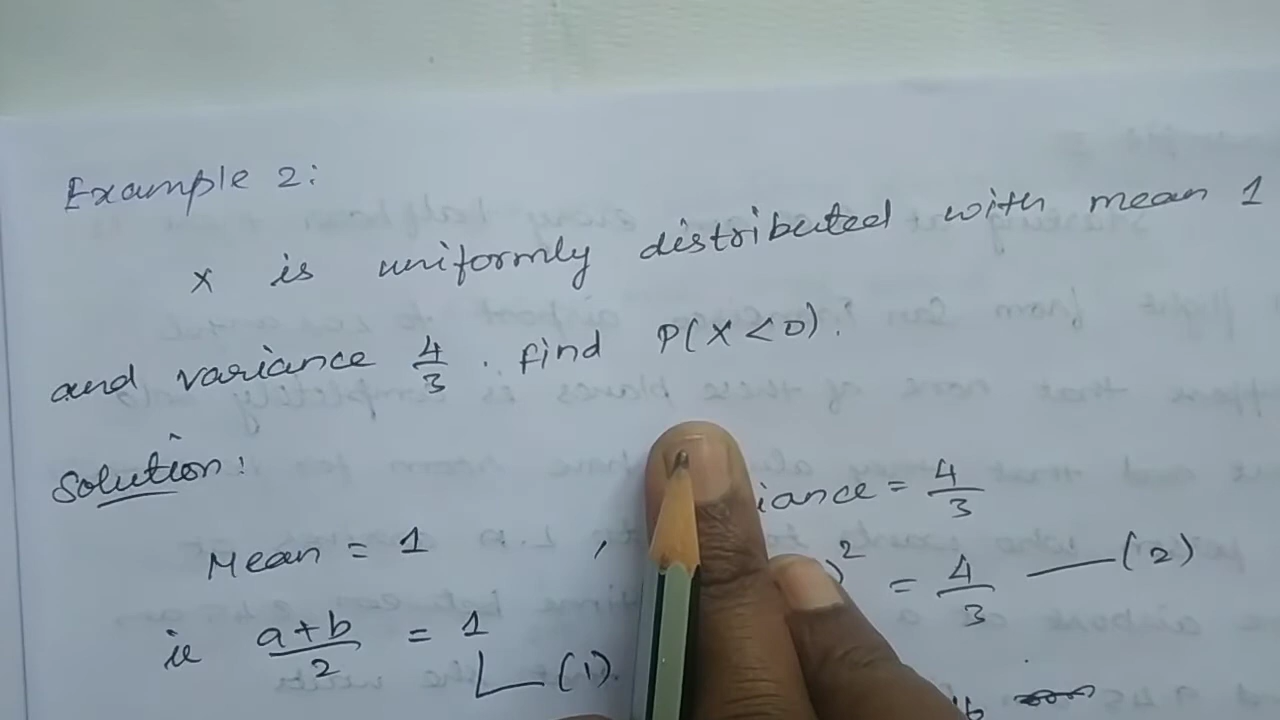 Example 2:
X is uniformly distributed with mean 1
and variance 4/3. find P(X<0).
Solution:
Mean = 1 , iance = 4/3
ie a+b/2 = 1 —(1). )² = 4/3 —(2)